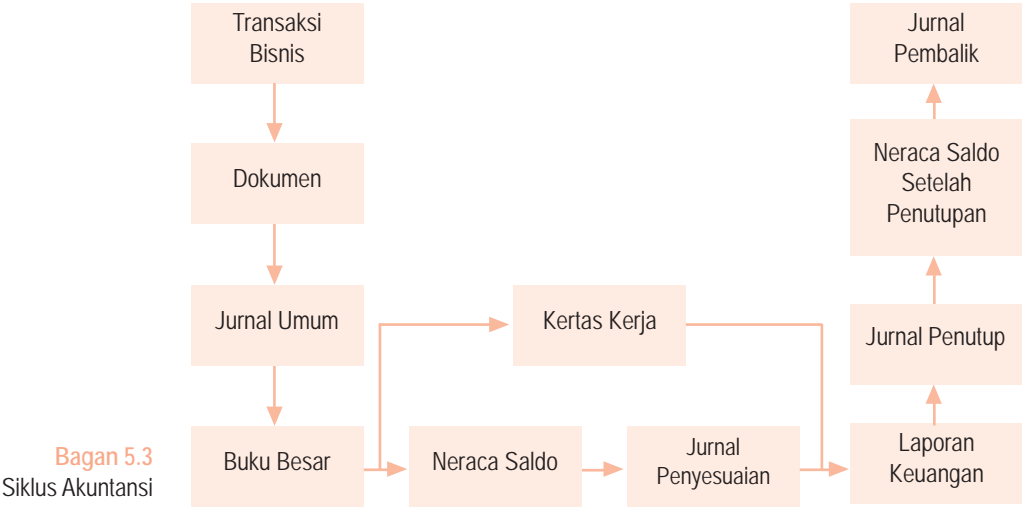 Transaksi
Bisnis
Dokumen
Jurnal Umum
Buku Besar
Kertas Kerja
Neraca Saldo
Jurnal
Penyesuaian
Laporan
Keuangan
Jurnal Penutup
Neraca Saldo
Setelah
Penutupan
Jurnal
Pembalik
Bagan 5.3
Siklus Akuntansi